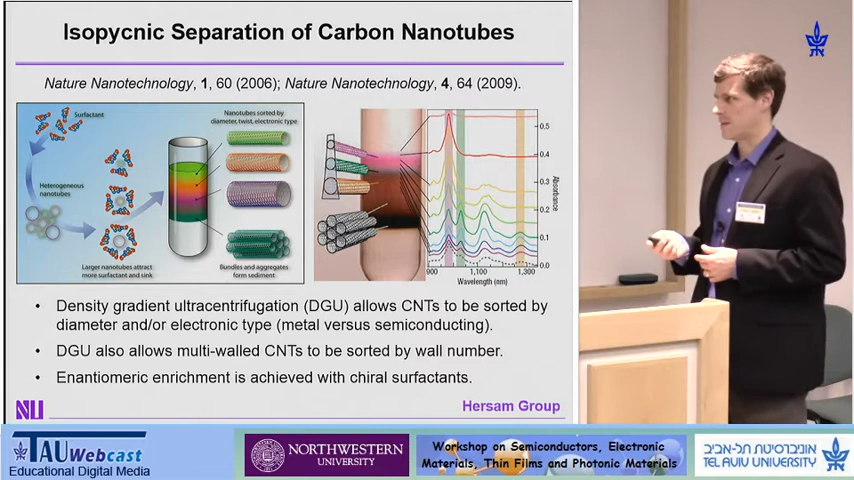 Isopycnic Separation of Carbon Nanotubes
Nature Nanotechnology, 1, 60 (2006); Nature Nanotechnology, 4, 64 (2009).
Surfactant
Heterogeneous
nanotubes
Larger nanotubes attract
more surfactant and sink
Nanotubes sorted by
diameter, twist, electronic type
Bundles and aggregates
form sediment
0.5
0.4
0.3
0.2
0.1
0.0
Absorbance
900 1,100 1,300
Wavelength (nm)
• Density gradient ultracentrifugation (DGU) allows CNTs to be sorted by
diameter and/or electronic type (metal versus semiconducting).
• DGU also allows multi-walled CNTs to be sorted by wall number.
• Enantiomeric enrichment is achieved with chiral surfactants.
NU
Hersam Group
TAU Webcast
Educational Digital Media
NORTHWESTERN
UNIVERSITY
Workshop on Semiconductors, Electronic
Materials, Thin Films and Photonic Materials
אוניברסיטת תל-אביב
TEL AVIV UNIVERSITY